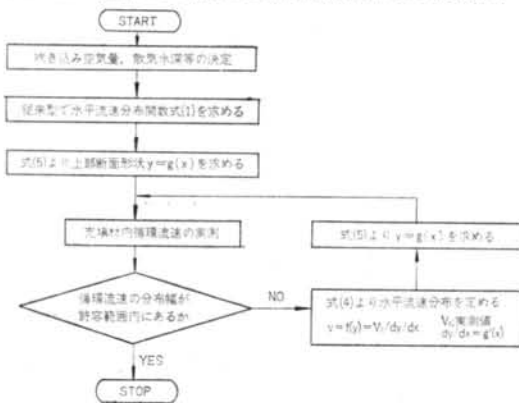 START
吹き込み空気量，散気水深等の決定
従来型で水平流速分布関数式(1)を求める
式(5)より上部断面形状y＝g(x)を求める
充填材内循環流速の実測
循環流速の分布幅が
許容範囲内にあるか
NO
YES
STOP
式(5)よりy＝g(x)を求める
式(4)より水平流速分布を定める
v＝f(y)＝V₁/dy/dx
実測値
dy/dx＝g'(x)